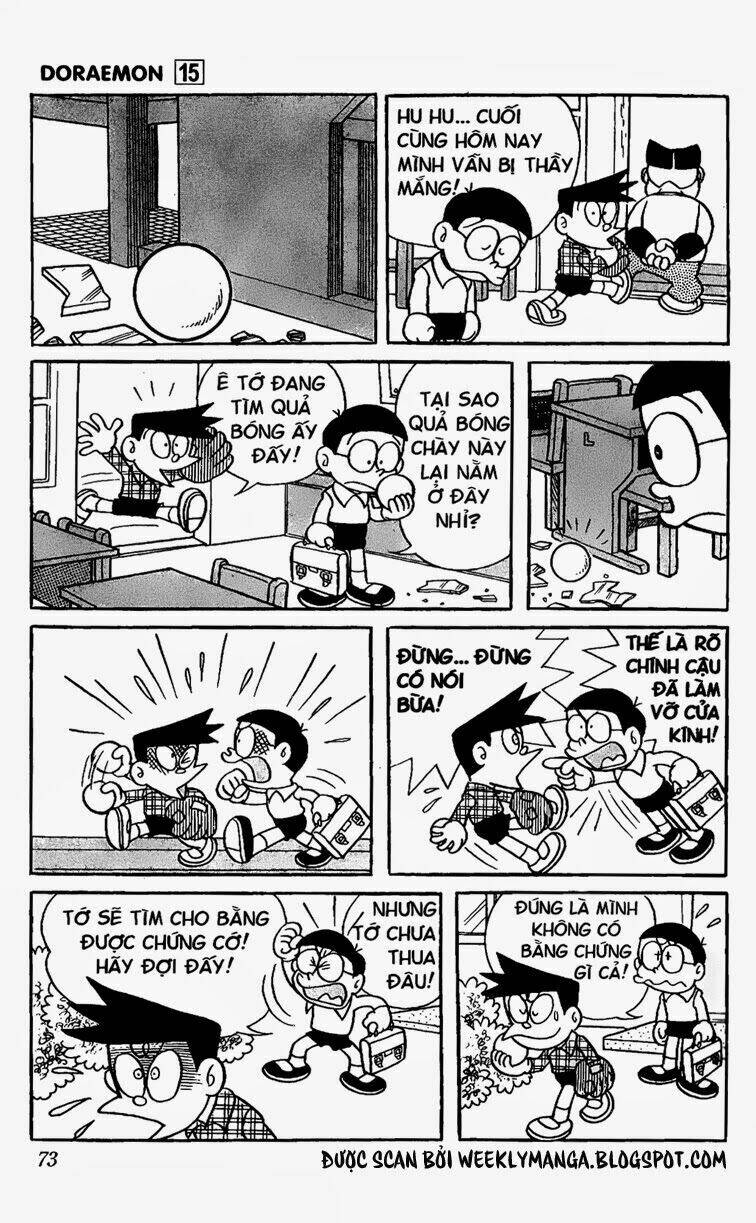 DORAEMON 15
HU HU... CUỐI
CÙNG HÔM NAY
MÌNH VẪN BỊ THẦY
MẮNG!
TẠI SAO
QUẢ BÓNG
CHÀY NÀY
LẠI NẰM
Ở ĐÂY
NHỈ?
Ê TỚ ĐANG
TÌM QUẢ
BÓNG ẤY
ĐẤY!
THẾ LÀ RÕ
CHÍNH CẬU
ĐÃ LÀM
VỠ CỬA
KÍNH!
ĐỪNG... ĐỪNG
CÓ NÓI
BỪA!
ĐÚNG LÀ MÌNH
KHÔNG CÓ
BẰNG CHỨNG
GÌ CẢ!
NHƯNG
TỚ CHƯA
THUA
ĐÂU!
TỚ SẼ TÌM CHO BẰNG
ĐƯỢC CHỨNG CỚ!
HÃY ĐỢI ĐẤY!
73
ĐƯỢC SCAN BỞI WEEKLYMANGA.BLOGSPOT.COM